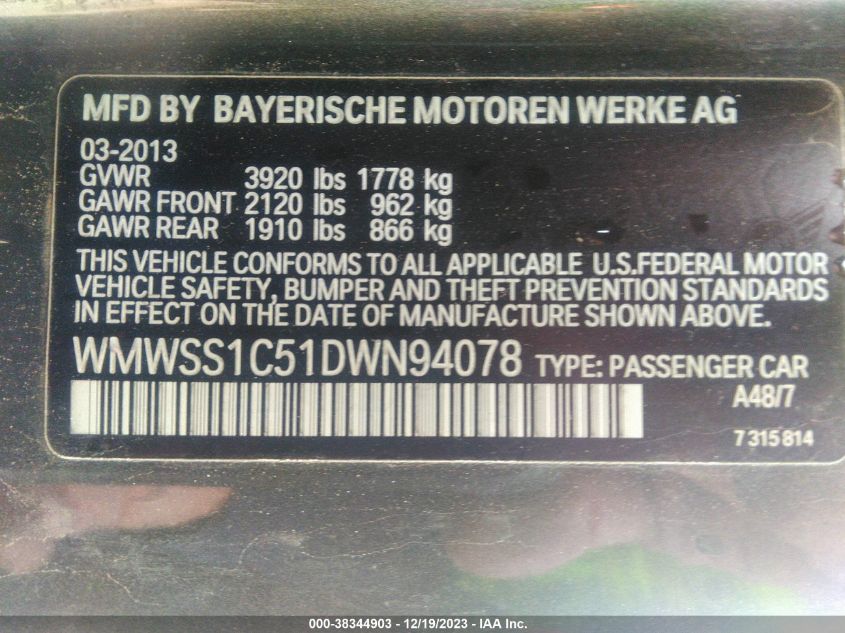 MFD BY BAYERISCHE MOTOREN WERKE AG
03-2013
GVWR 3920 lbs 1778 kg
GAWR FRONT 2120 lbs 962 kg
GAWR REAR 1910 lbs 866 kg
THIS VEHICLE CONFORMS TO ALL APPLICABLE U.S.FEDERAL MOTOR
VEHICLE SAFETY, BUMPER AND THEFT PREVENTION STANDARDS
IN EFFECT ON THE DATE OF MANUFACTURE SHOWN ABOVE.
WMWSS1C51DWN94078 TYPE: PASSENGER CAR
A48/7
7 315 814
000-38344903 - 12/19/2023 - IAA Inc.